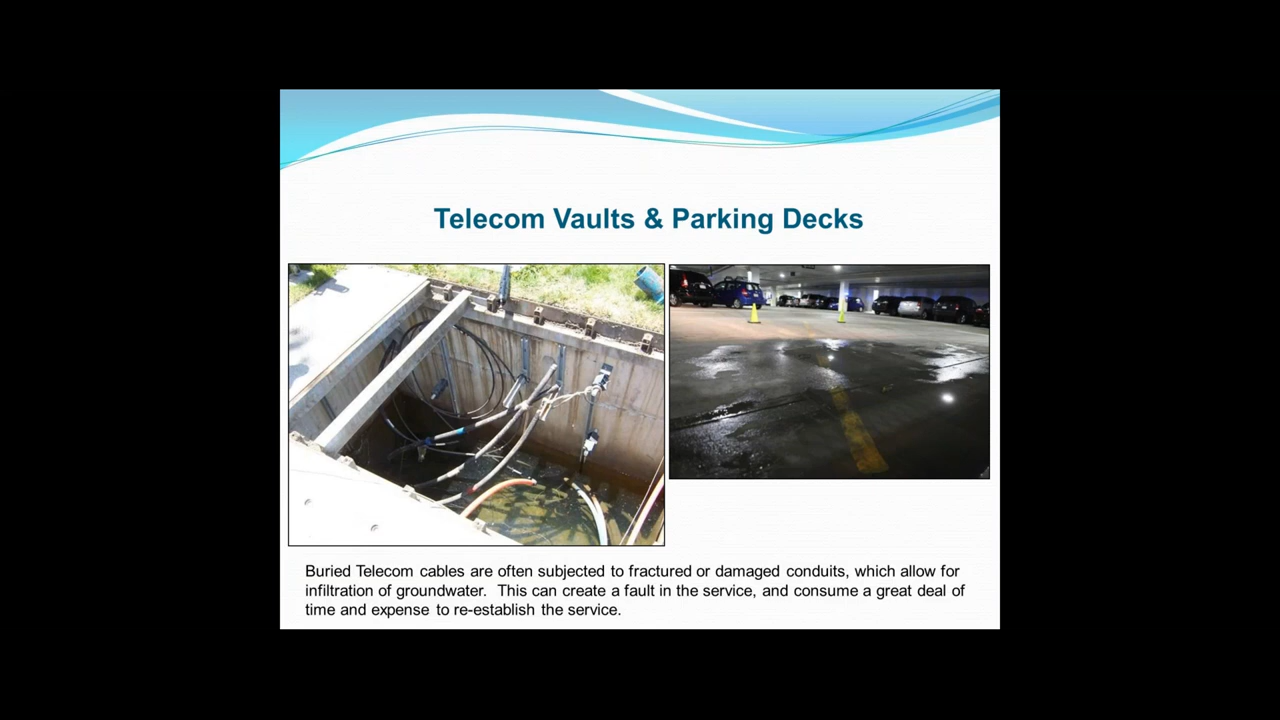 Telecom Vaults & Parking Decks
Buried Telecom cables are often subjected to fractured or damaged conduits, which allow for
infiltration of groundwater.  This can create a fault in the service, and consume a great deal of
time and expense to re-establish the service.